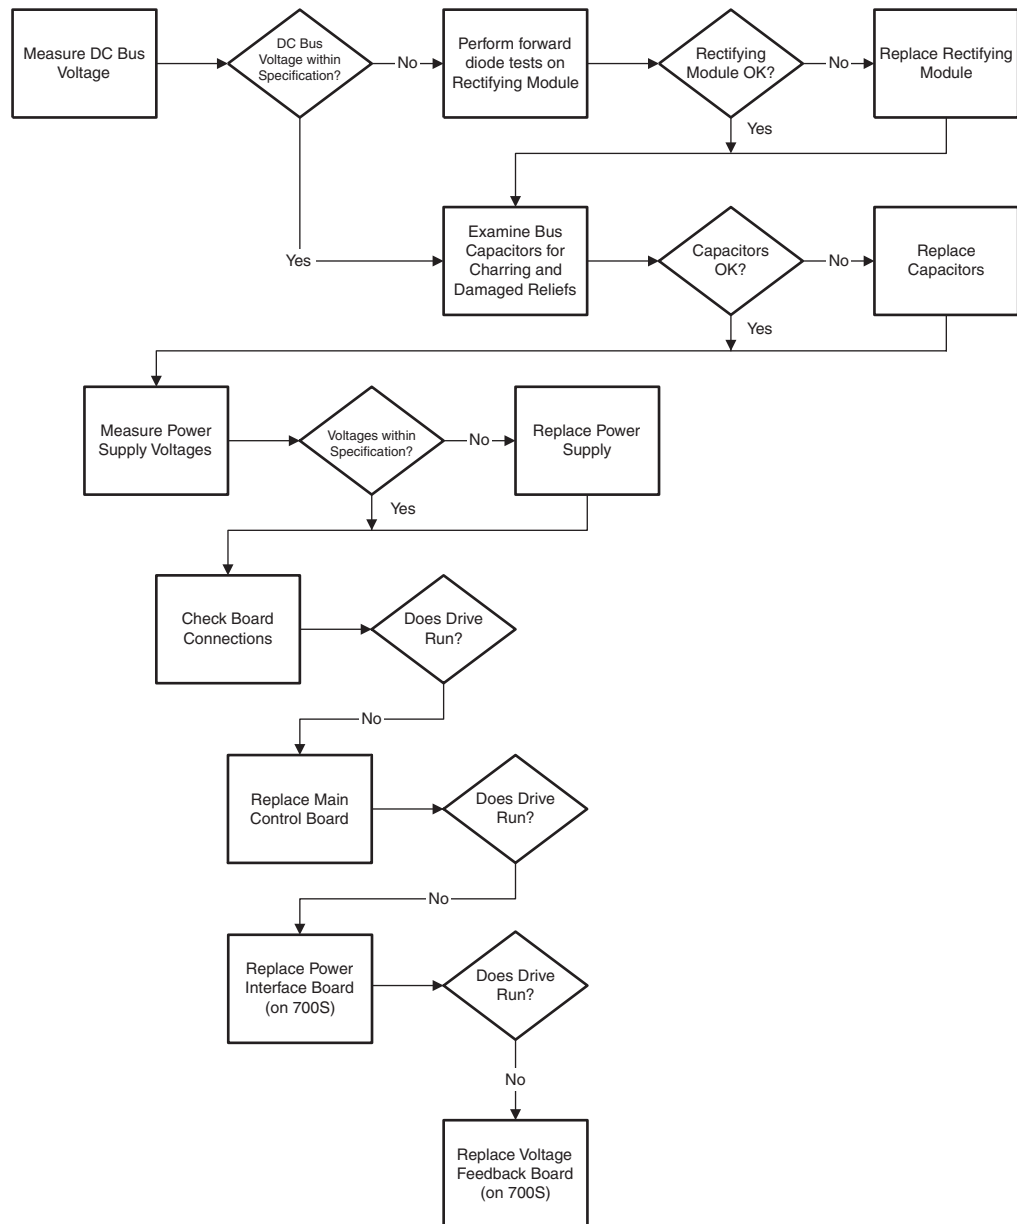 Measure DC Bus
Voltage
DC Bus
Voltage within
Specification?
No
Perform forward
diode tests on
Rectifying Module
Rectifying
Module OK?
No
Replace Rectifying
Module
Yes
Yes
Examine Bus
Capacitors for
Charring and
Damaged Reliefs
Capacitors
OK?
No
Replace
Capacitors
Yes
Measure Power
Supply Voltages
Voltages within
Specification?
No
Replace Power
Supply
Yes
Check Board
Connections
Does Drive
Run?
No
Replace Main
Control Board
Does Drive
Run?
No
Replace Power
Interface Board
(on 700S)
Does Drive
Run?
No
Replace Voltage
Feedback Board
(on 700S)